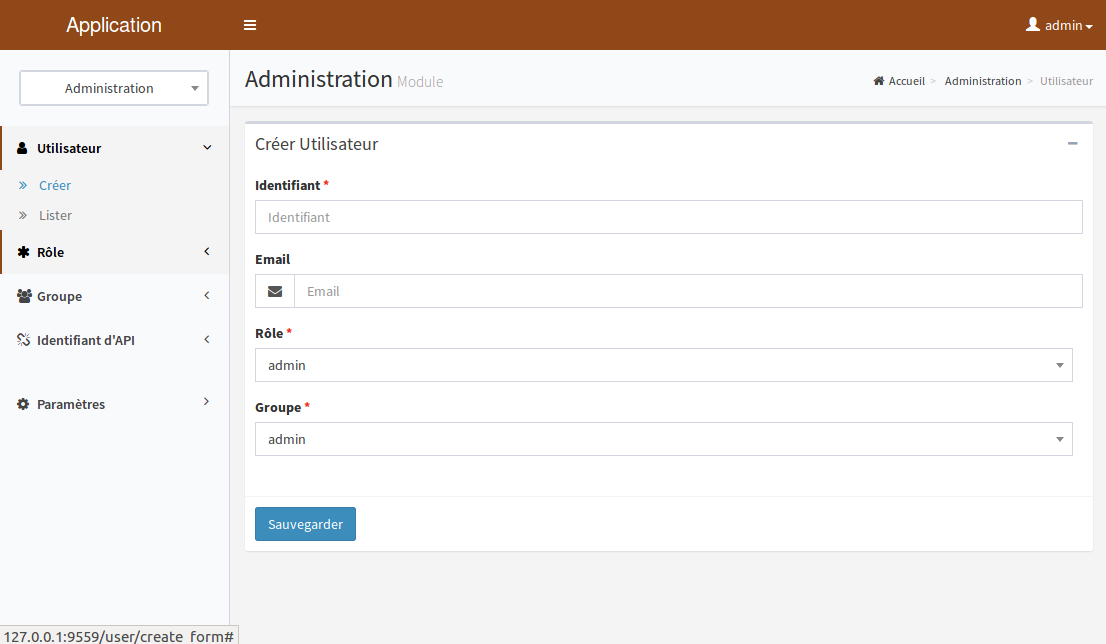 Application
admin
Administration
Administration Module
Accueil > Administration > Utilisateur
Utilisateur
Créer
Lister
Rôle
Groupe
Identifiant d'API
Paramètres
Créer Utilisateur
Identifiant *
Identifiant
Email
Email
Rôle *
admin
Groupe *
admin
Sauvegarder
127.0.0.1:9559/user/create_form#